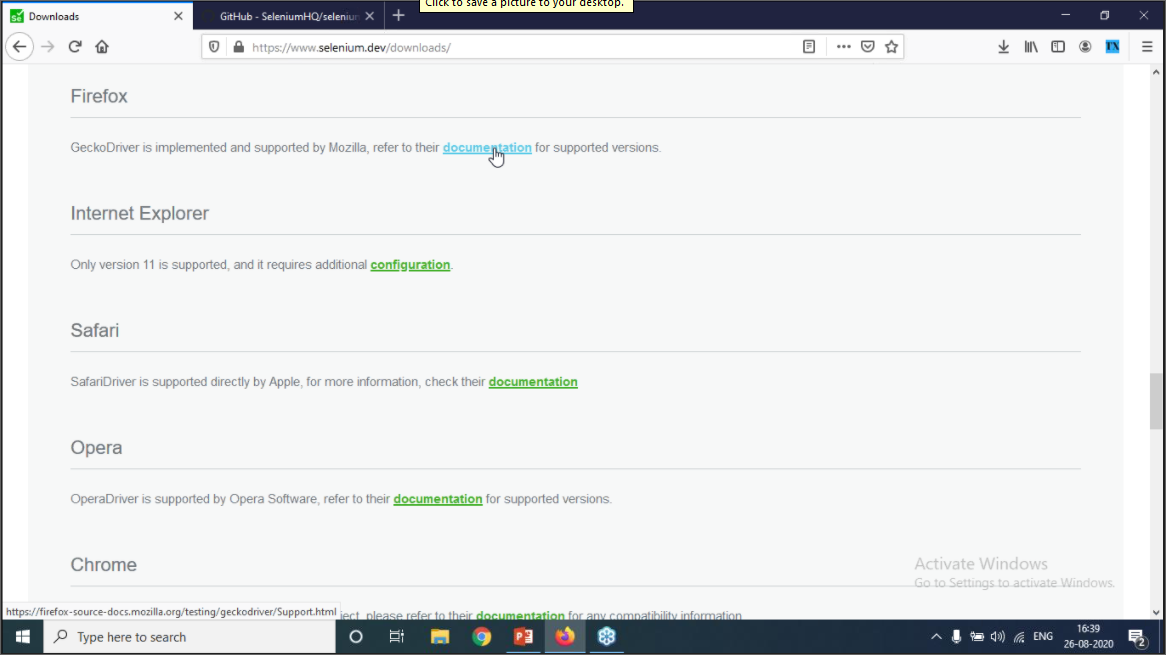 Click to save a picture to your desktop.
Downloads
GitHub - SeleniumHQ/selenium
https://www.selenium.dev/downloads/
Firefox
GeckoDriver is implemented and supported by Mozilla, refer to their documentation for supported versions.
Internet Explorer
Only version 11 is supported, and it requires additional configuration.
Safari
SafariDriver is supported directly by Apple, for more information, check their documentation
Opera
OperaDriver is supported by Opera Software, refer to their documentation for supported versions.
Chrome
Activate Windows
Go to Settings to activate Windows.
https://firefox-source-docs.mozilla.org/testing/geckodriver/Support.html
please refer to their documentation for any compatibility information
Type here to search
ENG
16:39
26-08-2020
2